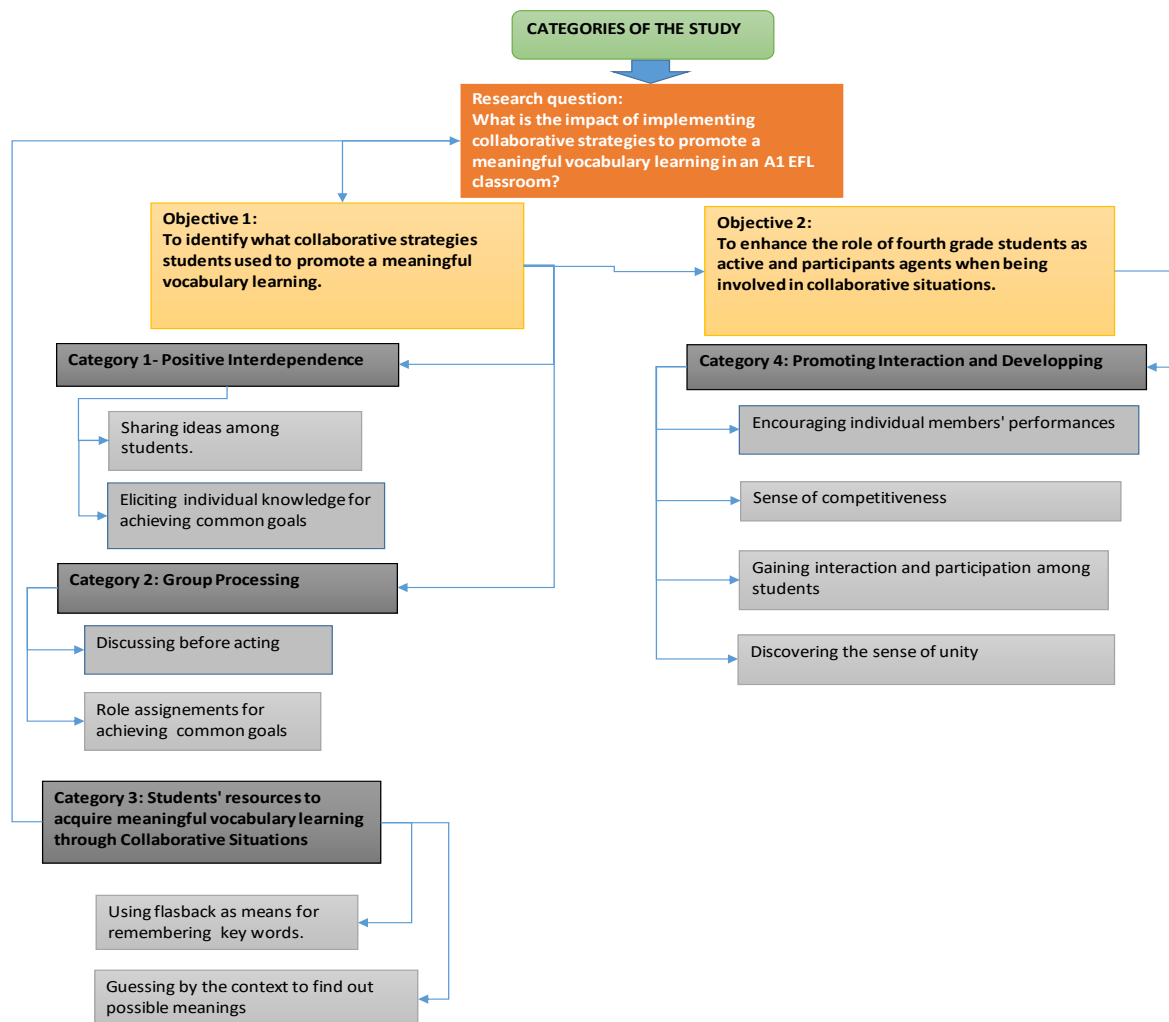 CATEGORIES OF THE STUDY
Research question:
What is the impact of implementing
collaborative strategies to promote a
meaningful vocabulary learning in an A1 EFL
classroom?
Objective 1:
To identify what collaborative strategies
students used to promote a meaningful
vocabulary learning.
Objective 2:
To enhance the role of fourth grade students as
active and participants agents when being
involved in collaborative situations.
Category 1- Positive Interdependence
Sharing ideas among
students.
Eliciting individual knowledge for
achieving common goals
Category 2: Group Processing
Discussing before acting
Role assignements for
achieving common goals
Category 3: Students' resources to
acquire meaningful vocabulary learning
through Collaborative Situations
Using flasback as means for
remembering key words.
Guessing by the context to find out
possible meanings
Category 4: Promoting Interaction and Developping
Encouraging individual members' performances
Sense of competitiveness
Gaining interaction and participation among
students
Discovering the sense of unity